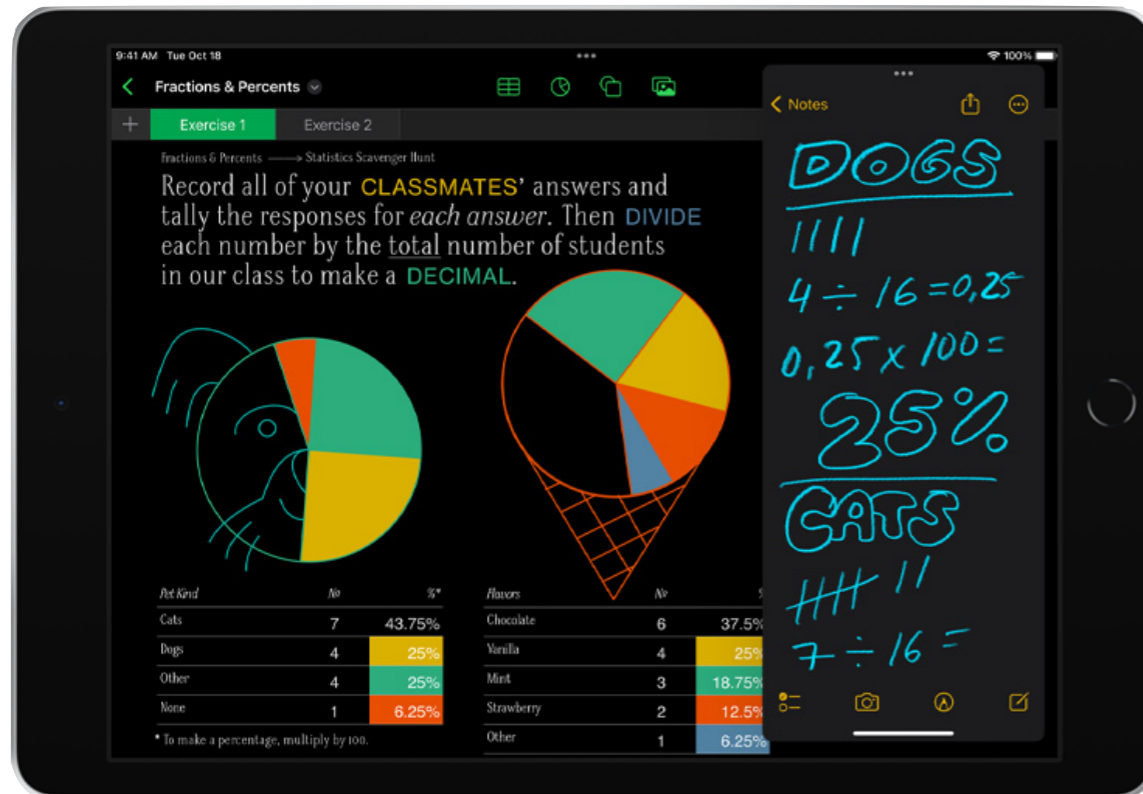 9:41 AM Tue Oct 18
100%
Fractions & Percents
Exercise 1
Exercise 2
Fractions & Percents → Statistics Scavenger Hunt
Record all of your CLASSMATES' answers and
tally the responses for each answer. Then DIVIDE
each number by the total number of students
in our class to make a DECIMAL.
Pet Kind № %*
Cats 7 43.75%
Dogs 4 25%
Other 4 25%
None 1 6.25%
* To make a percentage, multiply by 100.
Flavors № %
Chocolate 6 37.5%
Vanilla 4 25%
Mint 3 18.75%
Strawberry 2 12.5%
Other 1 6.25%
Notes
DOGS
4 ÷ 16 = 0,25
0,25 x 100 =
25%
CATS
7 ÷ 16 =